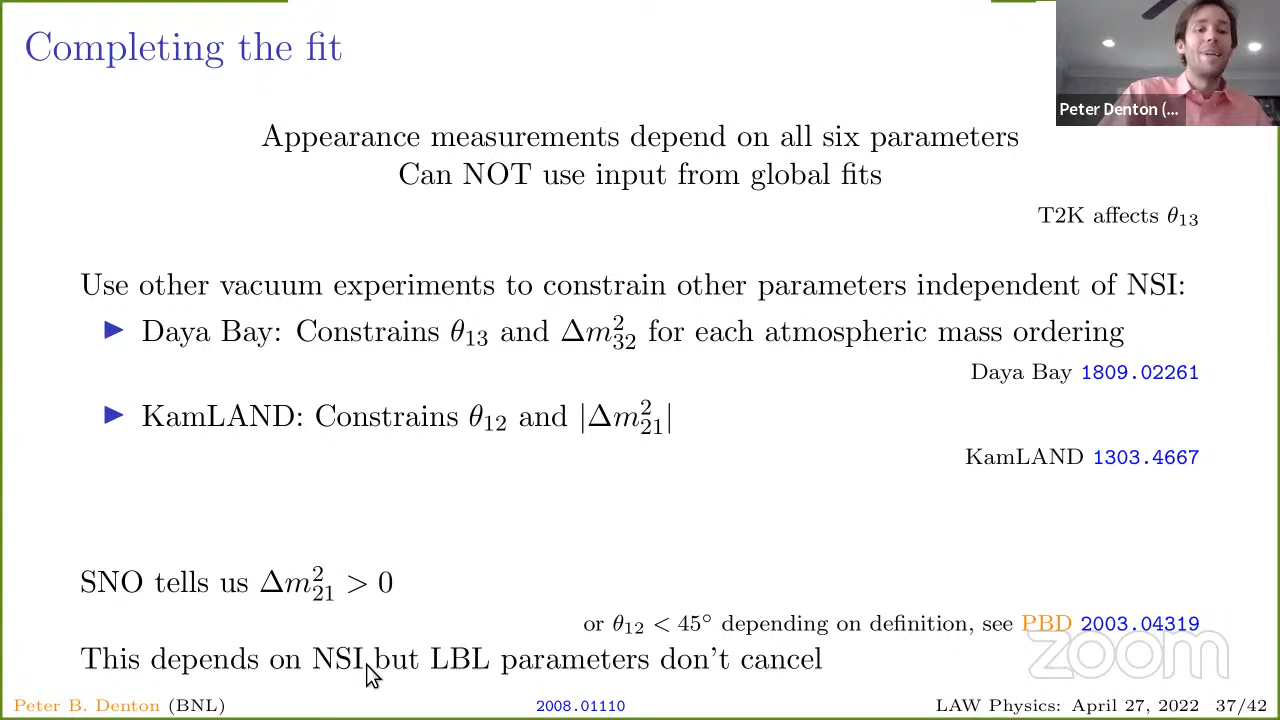 Completing the fit
Peter Denton (...
Appearance measurements depend on all six parameters
Can NOT use input from global fits
T2K affects θ₁₃
Use other vacuum experiments to constrain other parameters independent of NSI:
▶ Daya Bay: Constrains θ₁₃ and Δm²₃₂ for each atmospheric mass ordering
Daya Bay 1809.02261
▶ KamLAND: Constrains θ₁₂ and |Δm²₂₁|
KamLAND 1303.4667
SNO tells us Δm²₂₁ > 0
or θ₁₂ < 45° depending on definition, see PBD 2003.04319
zoom
This depends on NSI but LBL parameters don't cancel
Peter B. Denton (BNL) 2008.01110 LAW Physics: April 27, 2022 37/42